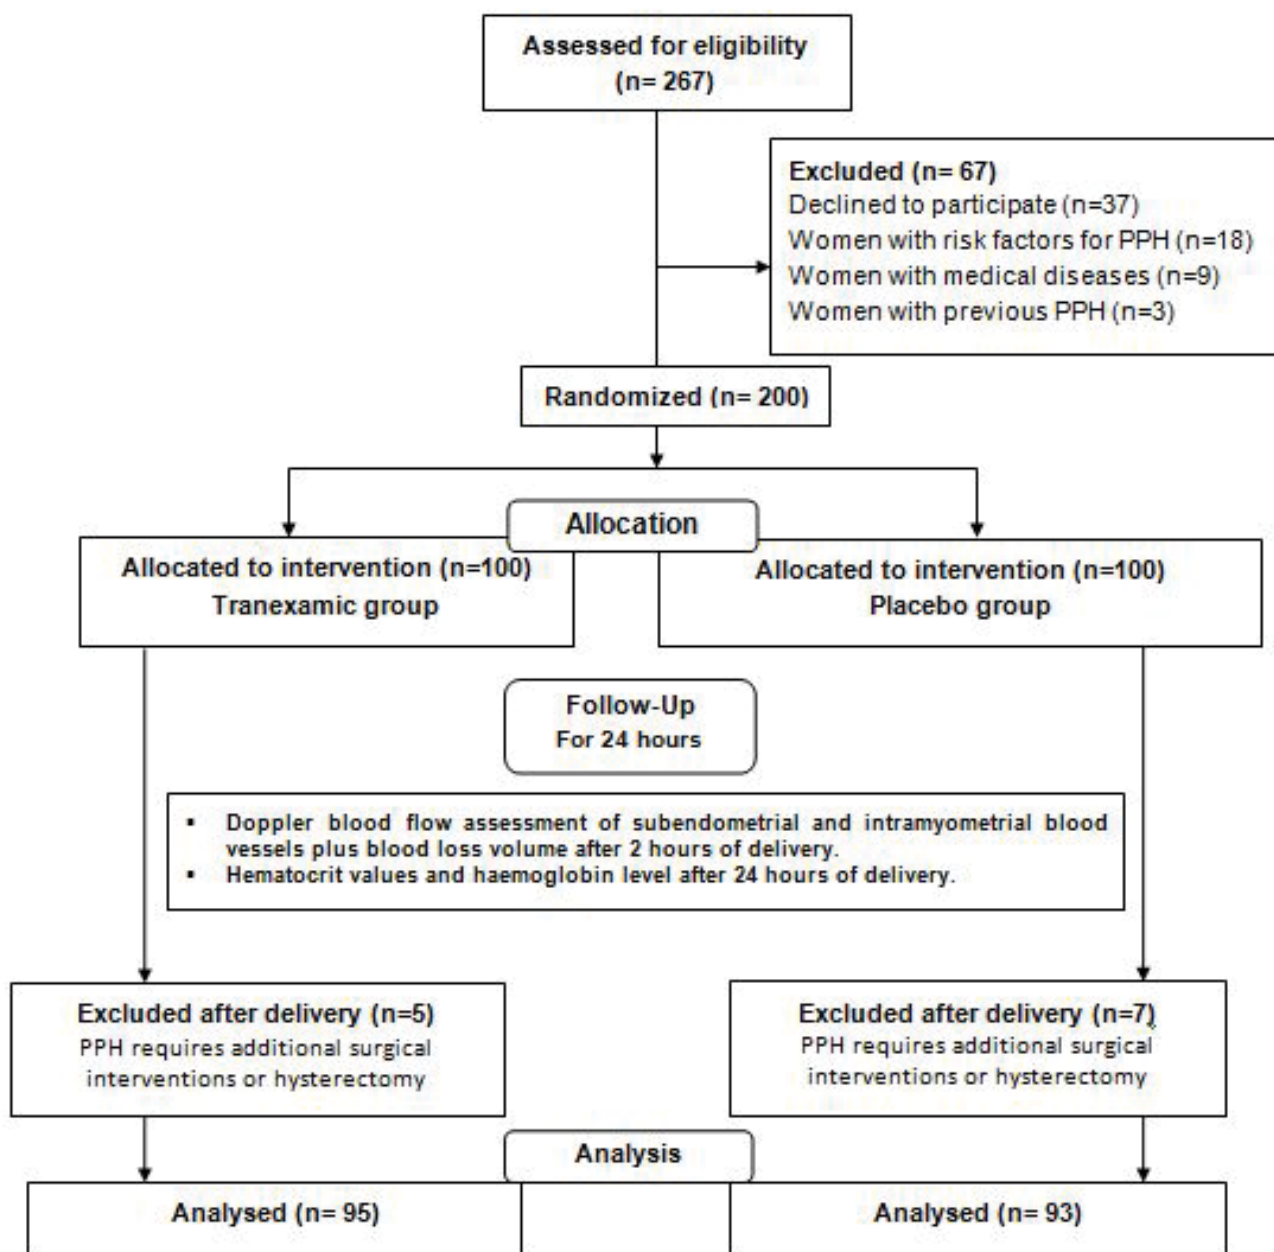 Assessed for eligibility
(n= 267)
Excluded (n= 67)
Declined to participate (n=37)
Women with risk factors for PPH (n=18)
Women with medical diseases (n=9)
Women with previous PPH (n=3)
Randomized (n= 200)
Allocation
Allocated to intervention (n=100)
Tranexamic group
Allocated to intervention (n=100)
Placebo group
Follow-Up
For 24 hours
▪ Doppler blood flow assessment of subendometrial and intramyometrial blood
vessels plus blood loss volume after 2 hours of delivery.
▪ Hematocrit values and haemoglobin level after 24 hours of delivery.
Excluded after delivery (n=5)
PPH requires additional surgical
interventions or hysterectomy
Excluded after delivery (n=7)
PPH requires additional surgical
interventions or hysterectomy
Analysis
Analysed (n= 95)
Analysed (n= 93)